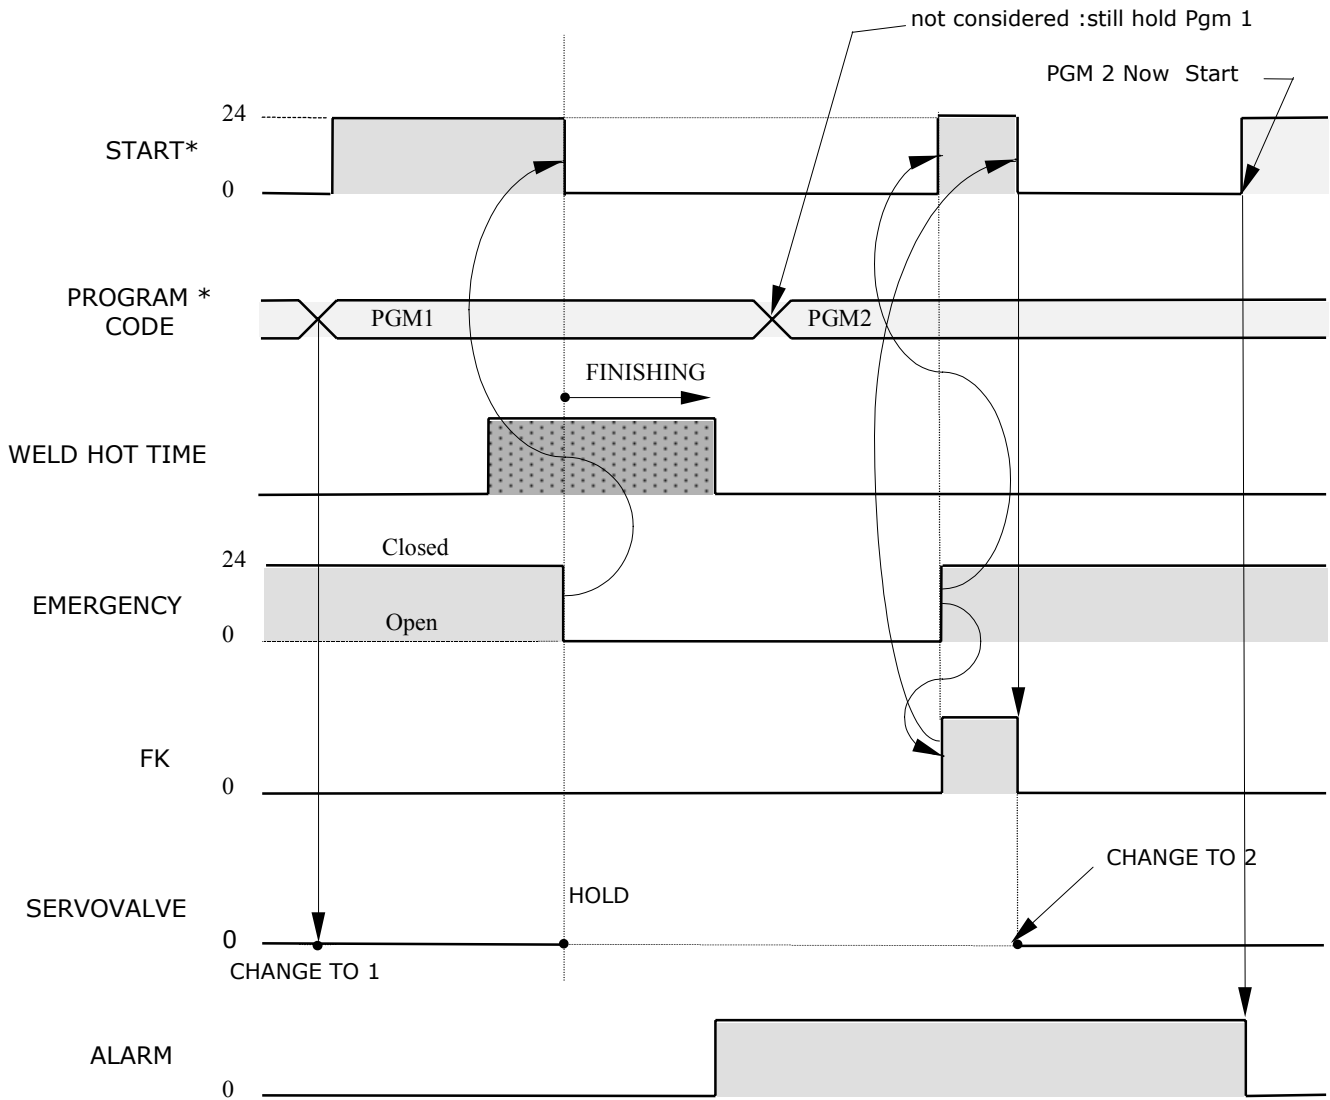 not considered :still hold Pgm 1
PGM 2 Now Start
24
START*
0
PROGRAM *
CODE
PGM1
PGM2
FINISHING
WELD HOT TIME
Closed
24
EMERGENCY
Open
0
FK
0
CHANGE TO 2
HOLD
SERVOVALVE
0
CHANGE TO 1
ALARM
0